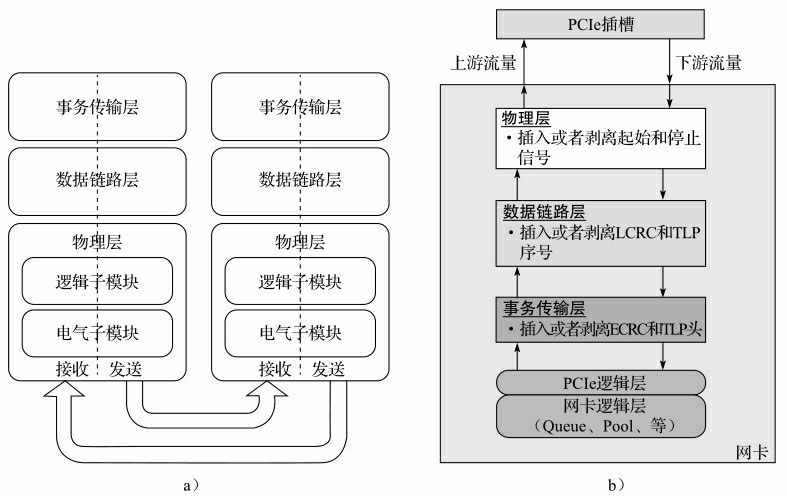 事务传输层
数据链路层
物理层
逻辑子模块
电气子模块
接收 发送
事务传输层
数据链路层
物理层
逻辑子模块
电气子模块
接收 发送
a）
PCIe插槽
上游流量
下游流量
物理层
·插入或者剥离起始和停止
信号
数据链路层
·插入或者剥离LCRC和TLP
序号
事务传输层
·插入或者剥离ECRC和TLP头
PCIe逻辑层
网卡逻辑层
（Queue、Pool、等）
网卡
b）